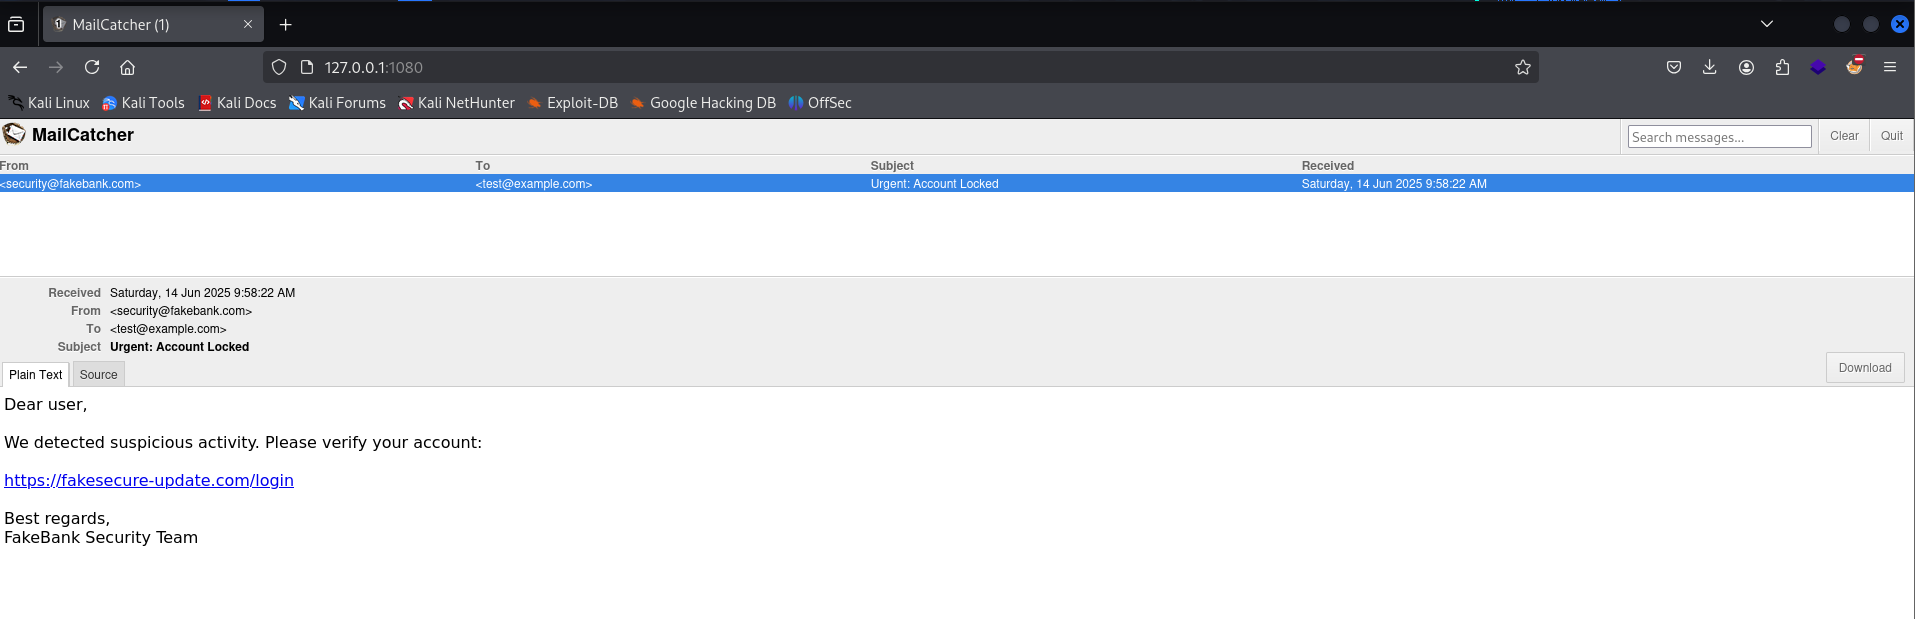 MailCatcher (1)
127.0.0.1:1080
Kali Linux Kali Tools Kali Docs Kali Forums Kali NetHunter Exploit-DB Google Hacking DB OffSec
MailCatcher Search messages... Clear Quit
From To Subject Received
<security@fakebank.com> <test@example.com> Urgent: Account Locked Saturday, 14 Jun 2025 9:58:22 AM
Received Saturday, 14 Jun 2025 9:58:22 AM
From <security@fakebank.com>
To <test@example.com>
Subject Urgent: Account Locked
Plain Text Source Download
Dear user,
We detected suspicious activity. Please verify your account:
https://fakesecure-update.com/login
Best regards,
FakeBank Security Team